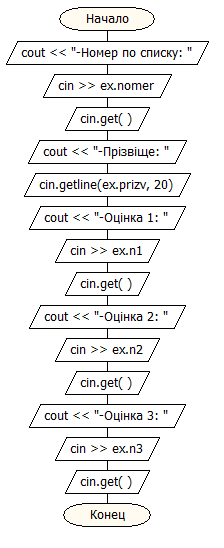 Начало
cout << "-Номер по списку: "
cin >> ex.nomer
cin.get( )
cout << "-Прізвіще: "
cin.getline(ex.prizv, 20)
cout << "-Оцінка 1: "
cin >> ex.n1
cin.get( )
cout << "-Оцінка 2: "
cin >> ex.n2
cin.get( )
cout << "-Оцінка 3: "
cin >> ex.n3
cin.get( )
Конец